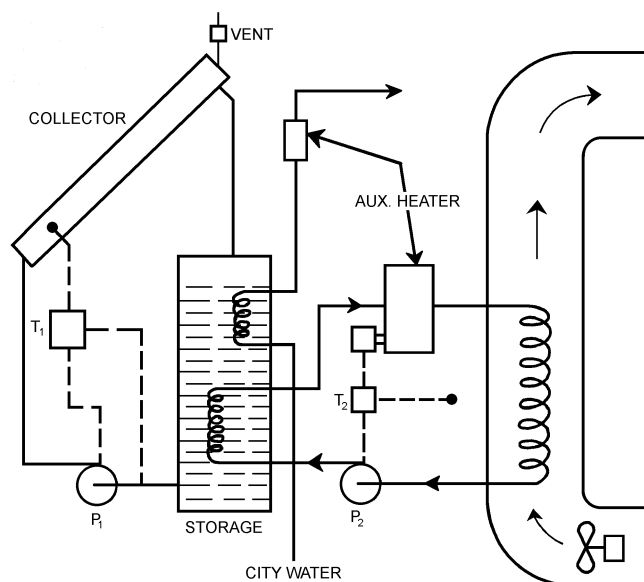 VENT
COLLECTOR
AUX. HEATER
T1
T2
P1
P2
STORAGE
CITY WATER